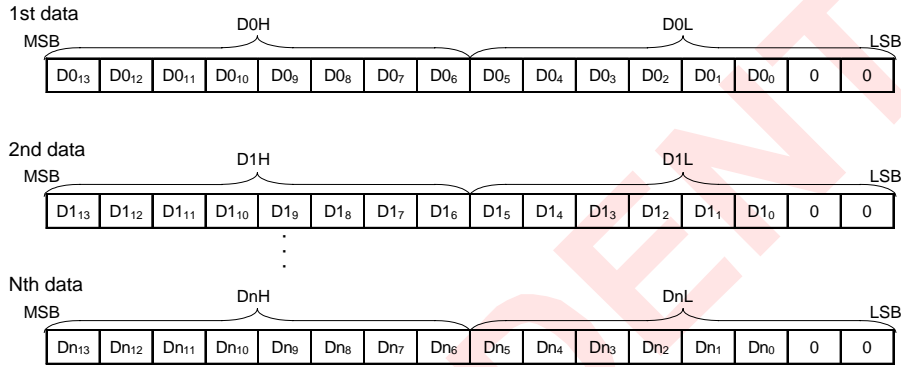 1st data
D0H D0L
MSB LSB
D0₁₃ D0₁₂ D0₁₁ D0₁₀ D0₉ D0₈ D0₇ D0₆ D0₅ D0₄ D0₃ D0₂ D0₁ D0₀ 0 0
2nd data
D1H D1L
MSB LSB
D1₁₃ D1₁₂ D1₁₁ D1₁₀ D1₉ D1₈ D1₇ D1₆ D1₅ D1₄ D1₃ D1₂ D1₁ D1₀ 0 0
Nth data
DnH DnL
MSB LSB
Dn₁₃ Dn₁₂ Dn₁₁ Dn₁₀ Dn₉ Dn₈ Dn₇ Dn₆ Dn₅ Dn₄ Dn₃ Dn₂ Dn₁ Dn₀ 0 0
DENT